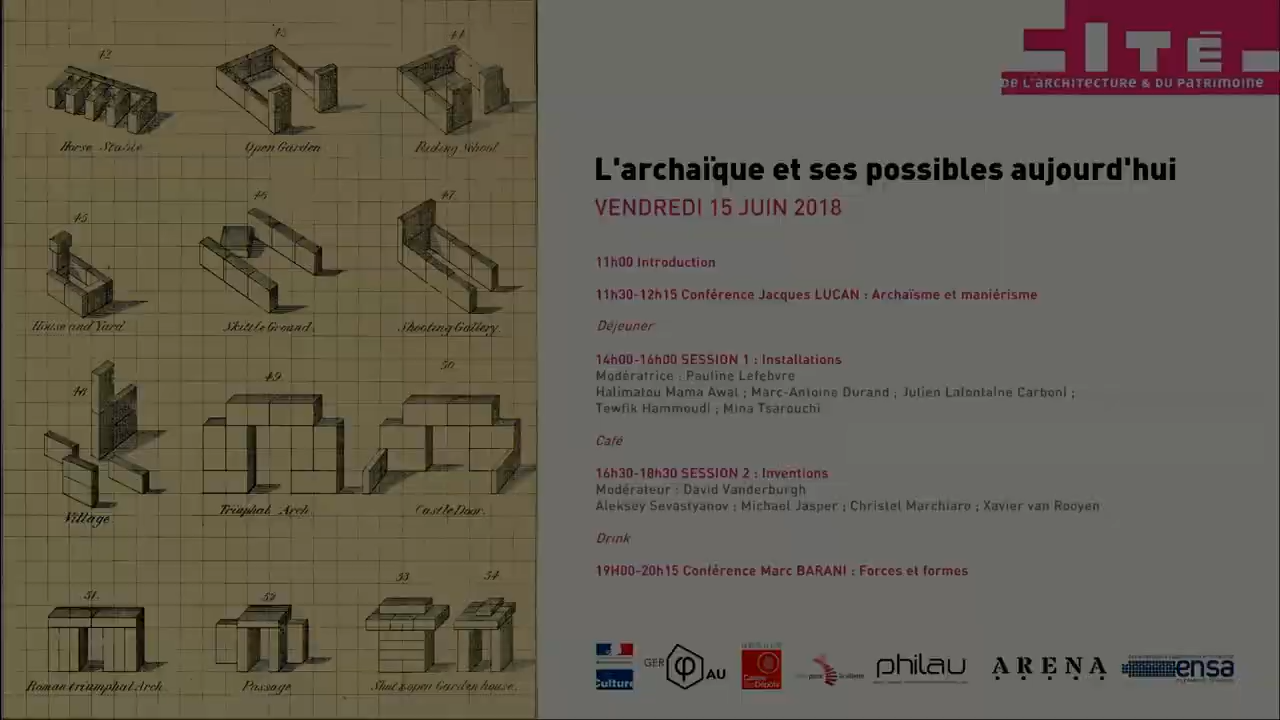 43
43
44
Horse Stable
Open Garden
Riding School
45
46
47
House and Yard
Skittle Ground.
Shooting Gallery.
48
49
50
Village
Triuphal Arch.
Castle Door.
51.
52
53
54
Roman triumphal Arch.
Passage
Shut & open Garden house.
CITÉ
DE L'ARCHITECTURE & DU PATRIMOINE
L'archaïque et ses possibles aujourd'hui
VENDREDI 15 JUIN 2018
11h00 Introduction
11h30-12h15 Conférence Jacques LUCAN : Archaïsme et maniérisme
Déjeuner
14h00-16h00 SESSION 1 : Installations
Modératrice : Pauline Lefebvre
Halimatou Mama Awal ; Marc-Antoine Durand ; Julien Lafontaine Carboni ;
Tewfik Hammoudi ; Mina Tsarouchi
Café
16h30-18h30 SESSION 2 : Inventions
Modérateur : David Vanderburgh
Aleksey Sevastyanov ; Michael Jasper ; Christel Marchiaro ; Xavier van Rooyen
Drink
19H00-20h15 Conférence Marc BARANI : Forces et formes
Culture
GERφAU
Caisse des Dépôts
philau
ARENA
ensa